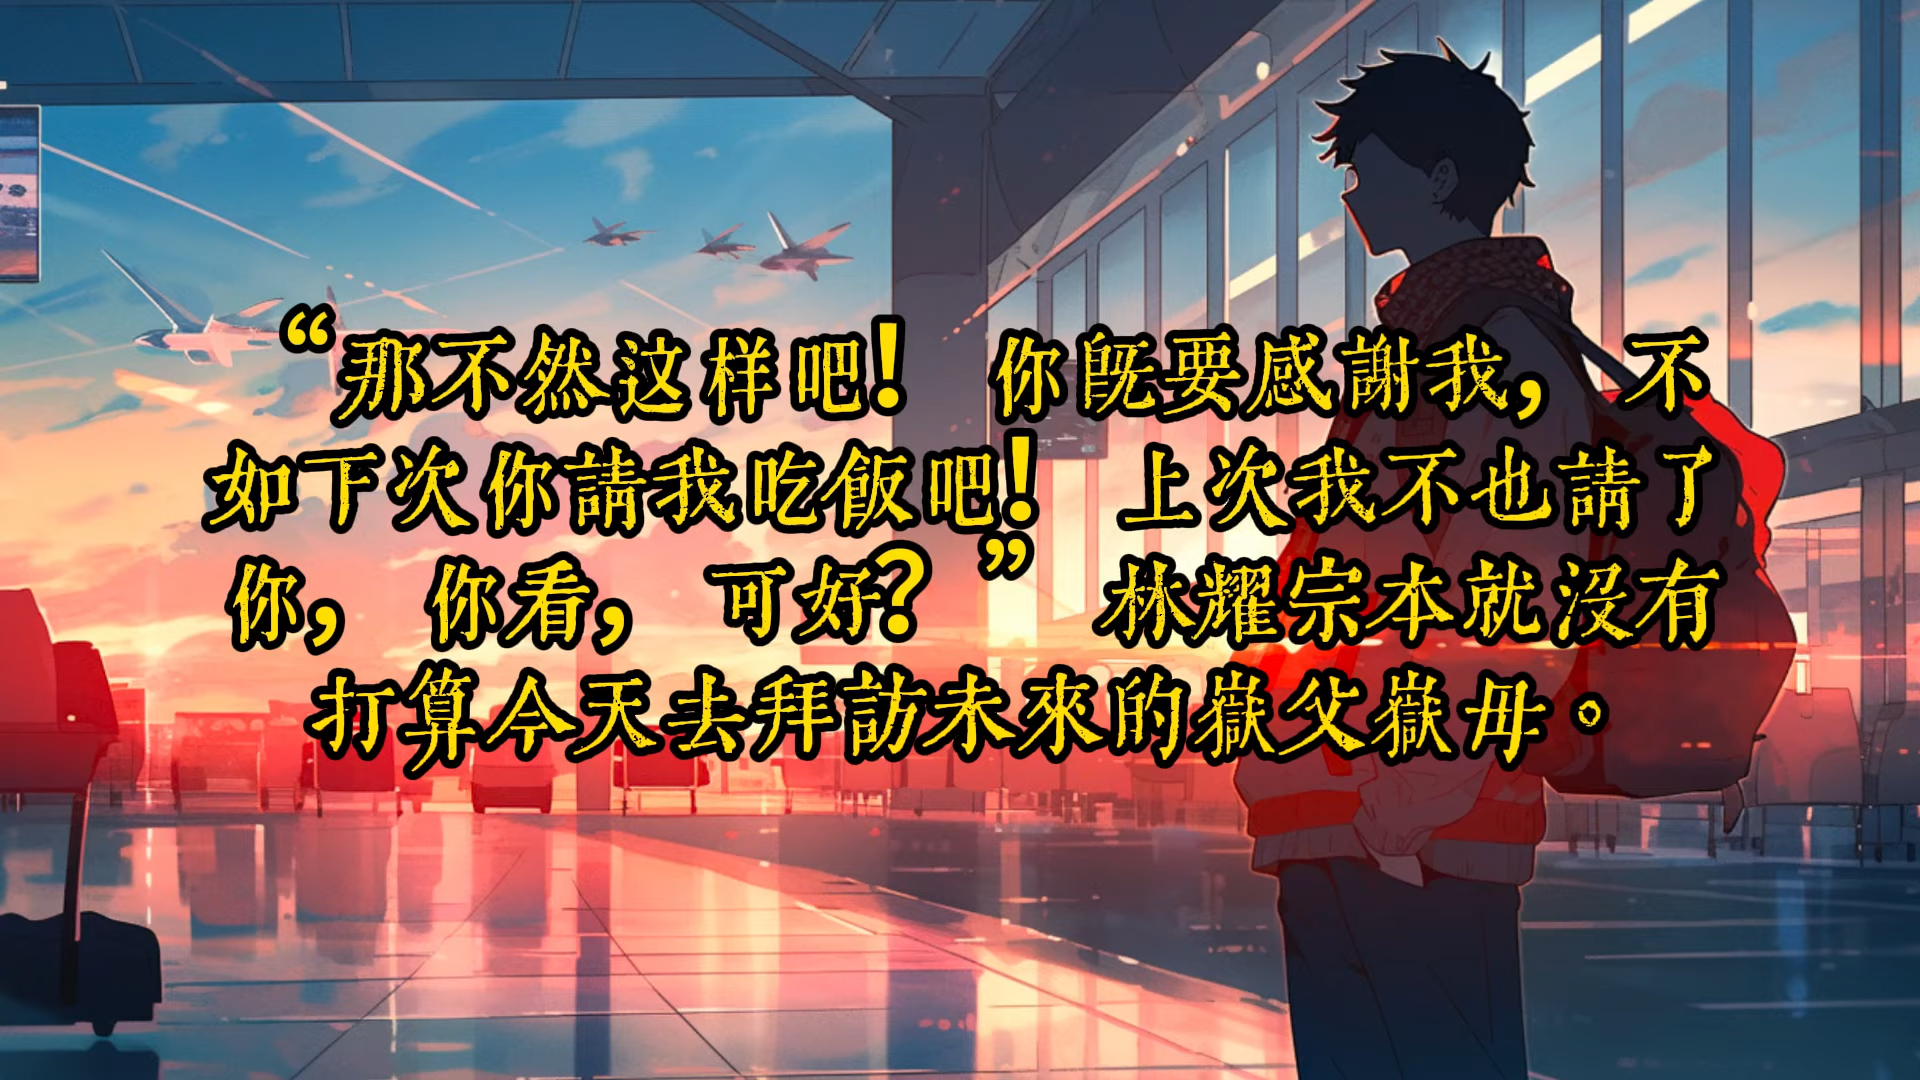 “那不然这样吧！你既要感謝我，不
如下次你請我吃飯吧！上次我不也請了
你，你看，可好？”林耀宗本就沒有
打算今天去拜訪未來的嶽父嶽毋。